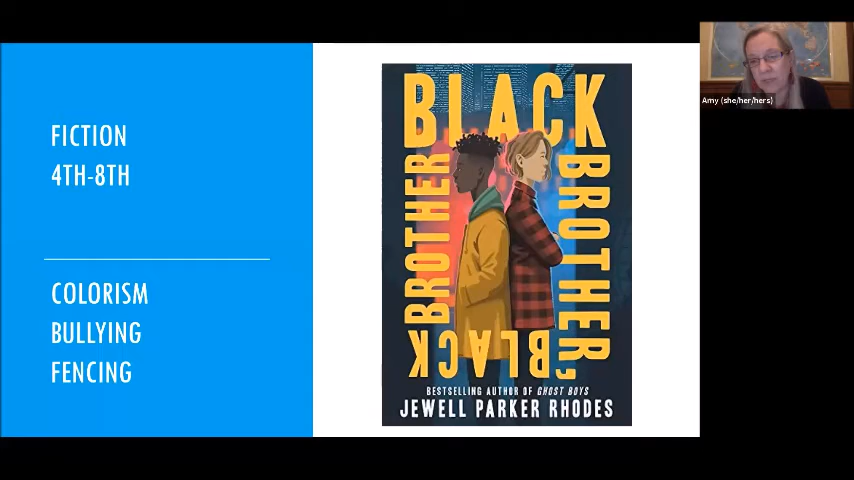 FICTION
4TH-8TH
COLORISM
BULLYING
FENCING
BLACK
BROTHER,
BLACK
BROTHER
BESTSELLING AUTHOR OF GHOST BOYS
JEWELL PARKER RHODES
Amy (she/her/hers)